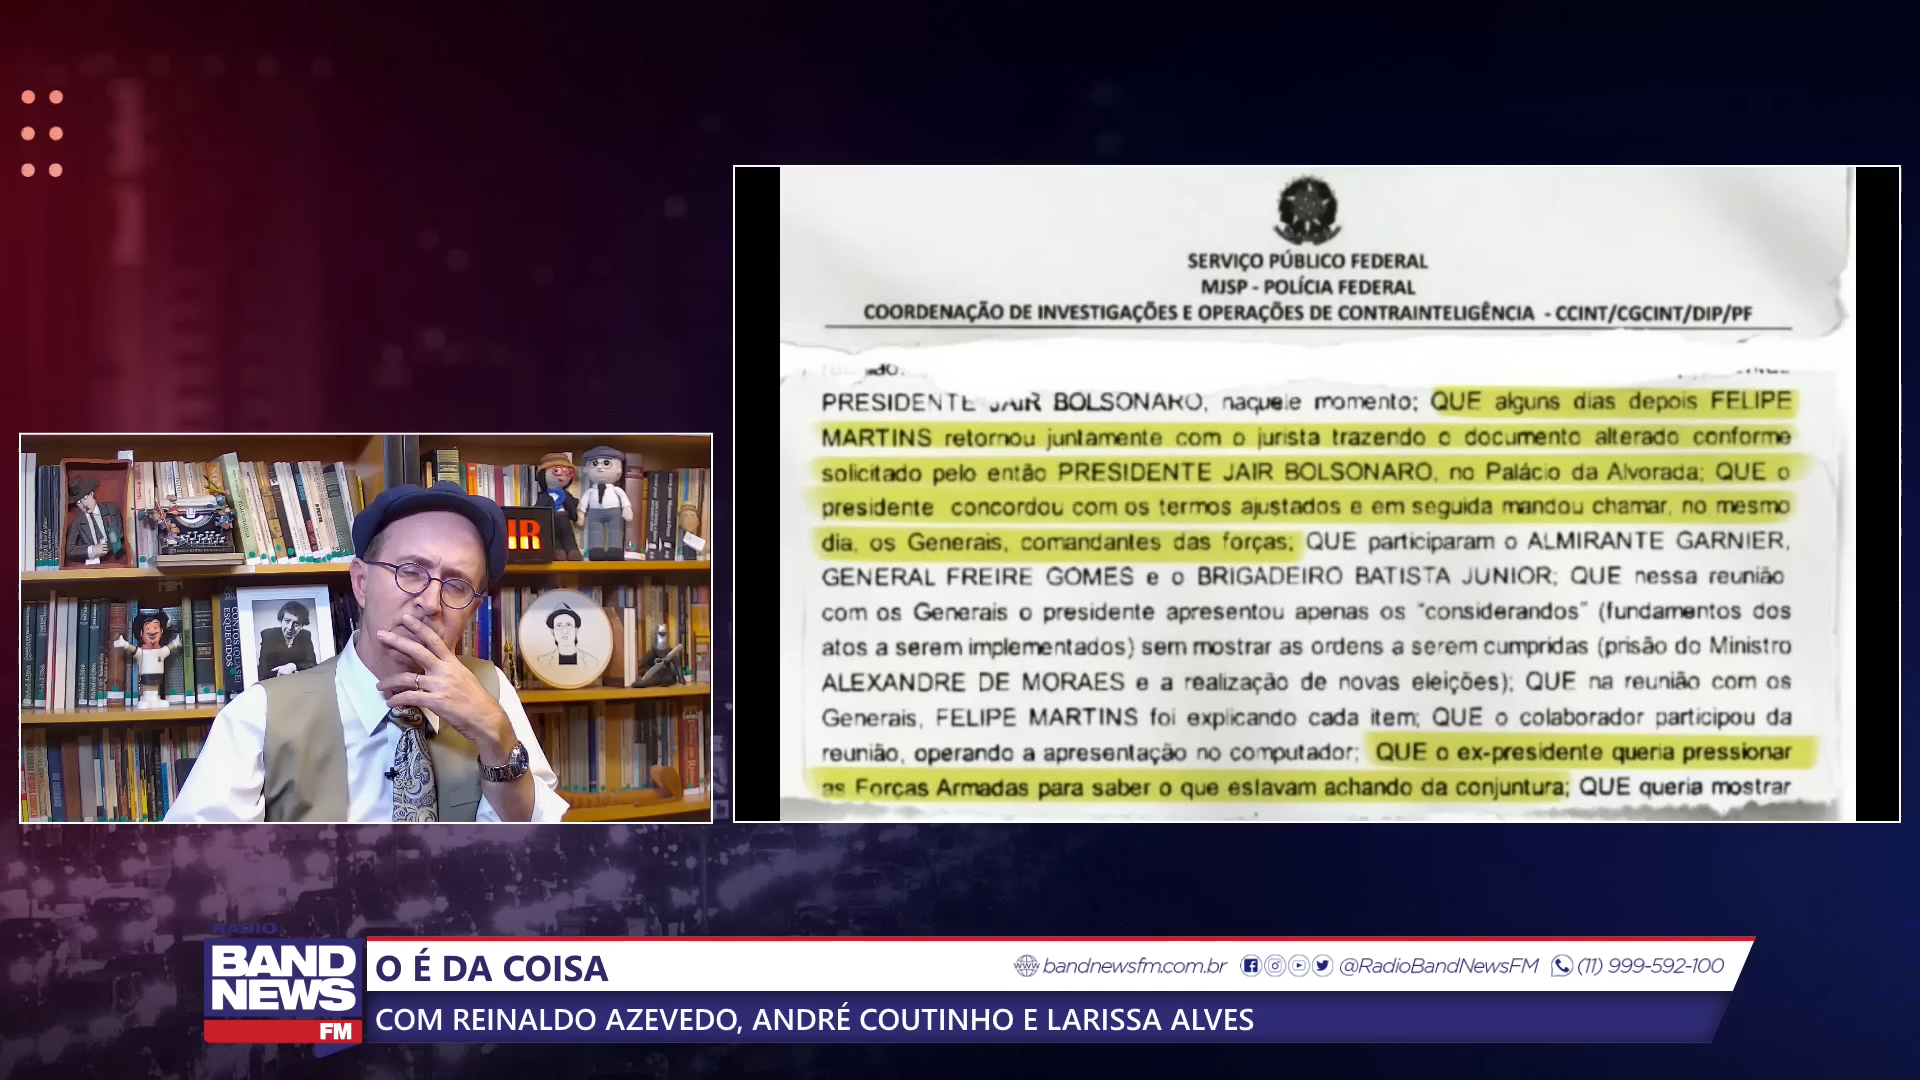 SERVIÇO PÚBLICO FEDERAL
MJSP - POLÍCIA FEDERAL
COORDENAÇÃO DE INVESTIGAÇÕES E OPERAÇÕES DE CONTRAINTELIGÊNCIA - CCINT/CGCINT/DIP/PF
PRESIDENTE JAIR BOLSONARO, naquele momento; QUE alguns dias depois FELIPE
MARTINS retornou juntamente com o jurista trazendo o documento alterado conforme
solicitado pelo então PRESIDENTE JAIR BOLSONARO, no Palácio da Alvorada; QUE o
presidente concordou com os termos ajustados e em seguida mandou chamar, no mesmo
dia, os Generais, comandantes das forças; QUE participaram o ALMIRANTE GARNIER,
GENERAL FREIRE GOMES e o BRIGADEIRO BATISTA JUNIOR; QUE nessa reunião
com os Generais o presidente apresentou apenas os "considerandos" (fundamentos dos
atos a serem implementados) sem mostrar as ordens a serem cumpridas (prisão do Ministro
ALEXANDRE DE MORAES e a realização de novas eleições); QUE na reunião com os
Generais, FELIPE MARTINS foi explicando cada item; QUE o colaborador participou da
reunião, operando a apresentação no computador; QUE o ex-presidente queria pressionar
as Forças Armadas para saber o que estavam achando da conjuntura; QUE queria mostrar
CONTOS (QUASE) ESQUECIDOS
RÁDIO
BAND
NEWS
FM
O É DA COISA
bandnewsfm.com.br @RadioBandNewsFM (11) 999-592-100
COM REINALDO AZEVEDO, ANDRÉ COUTINHO E LARISSA ALVES